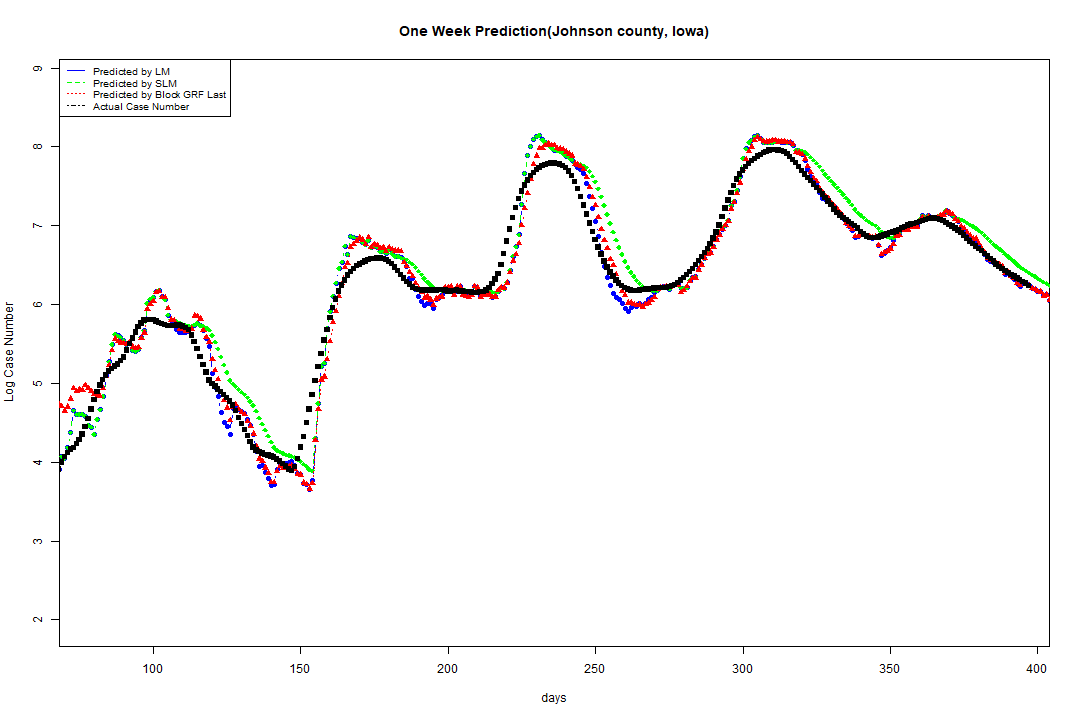 One Week Prediction(Johnson county, Iowa)
Predicted by LM
Predicted by SLM
Predicted by Block GRF Last
Actual Case Number
9
8
7
6
5
4
3
2
Log Case Number
100 150 200 250 300 350 400
days